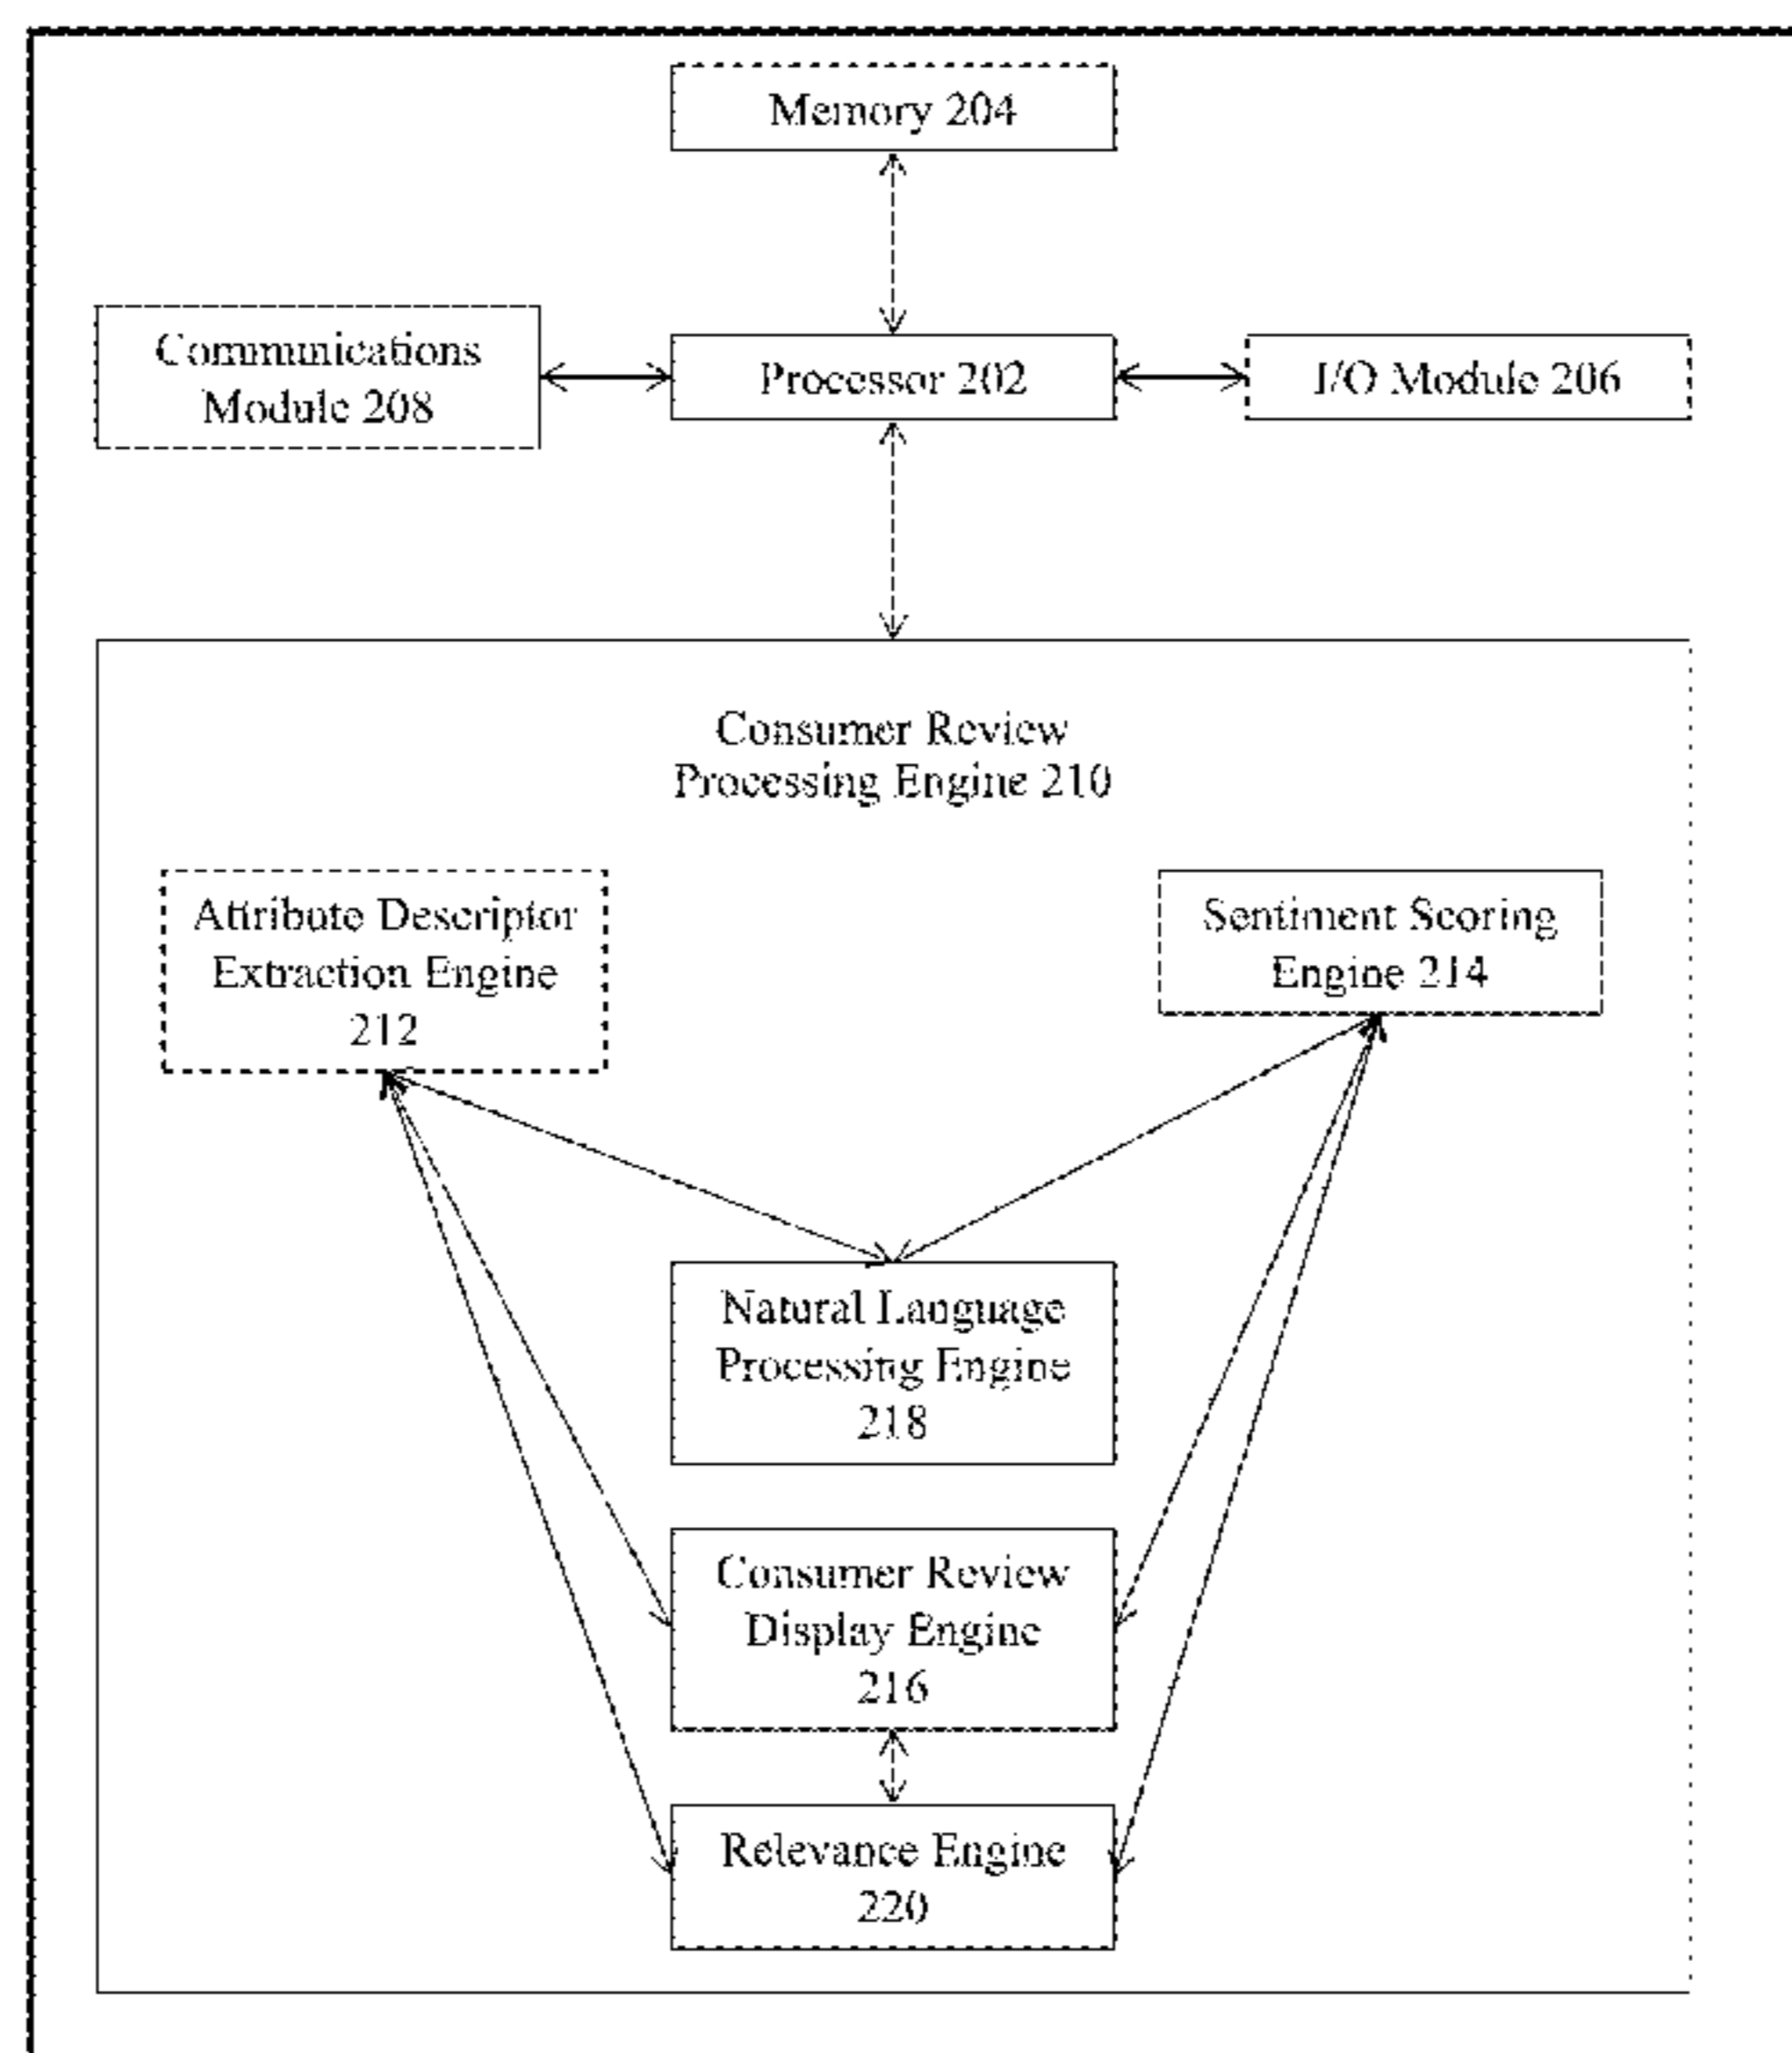 Memory 204
Communications
Module 208
Processor 202
I/O Module 206
Consumer Review
Processing Engine 210
Attribute Descriptor
Extraction Engine
212
Sentiment Scoring
Engine 214
Natural Language
Processing Engine
218
Consumer Review
Display Engine
216
Relevance Engine
220